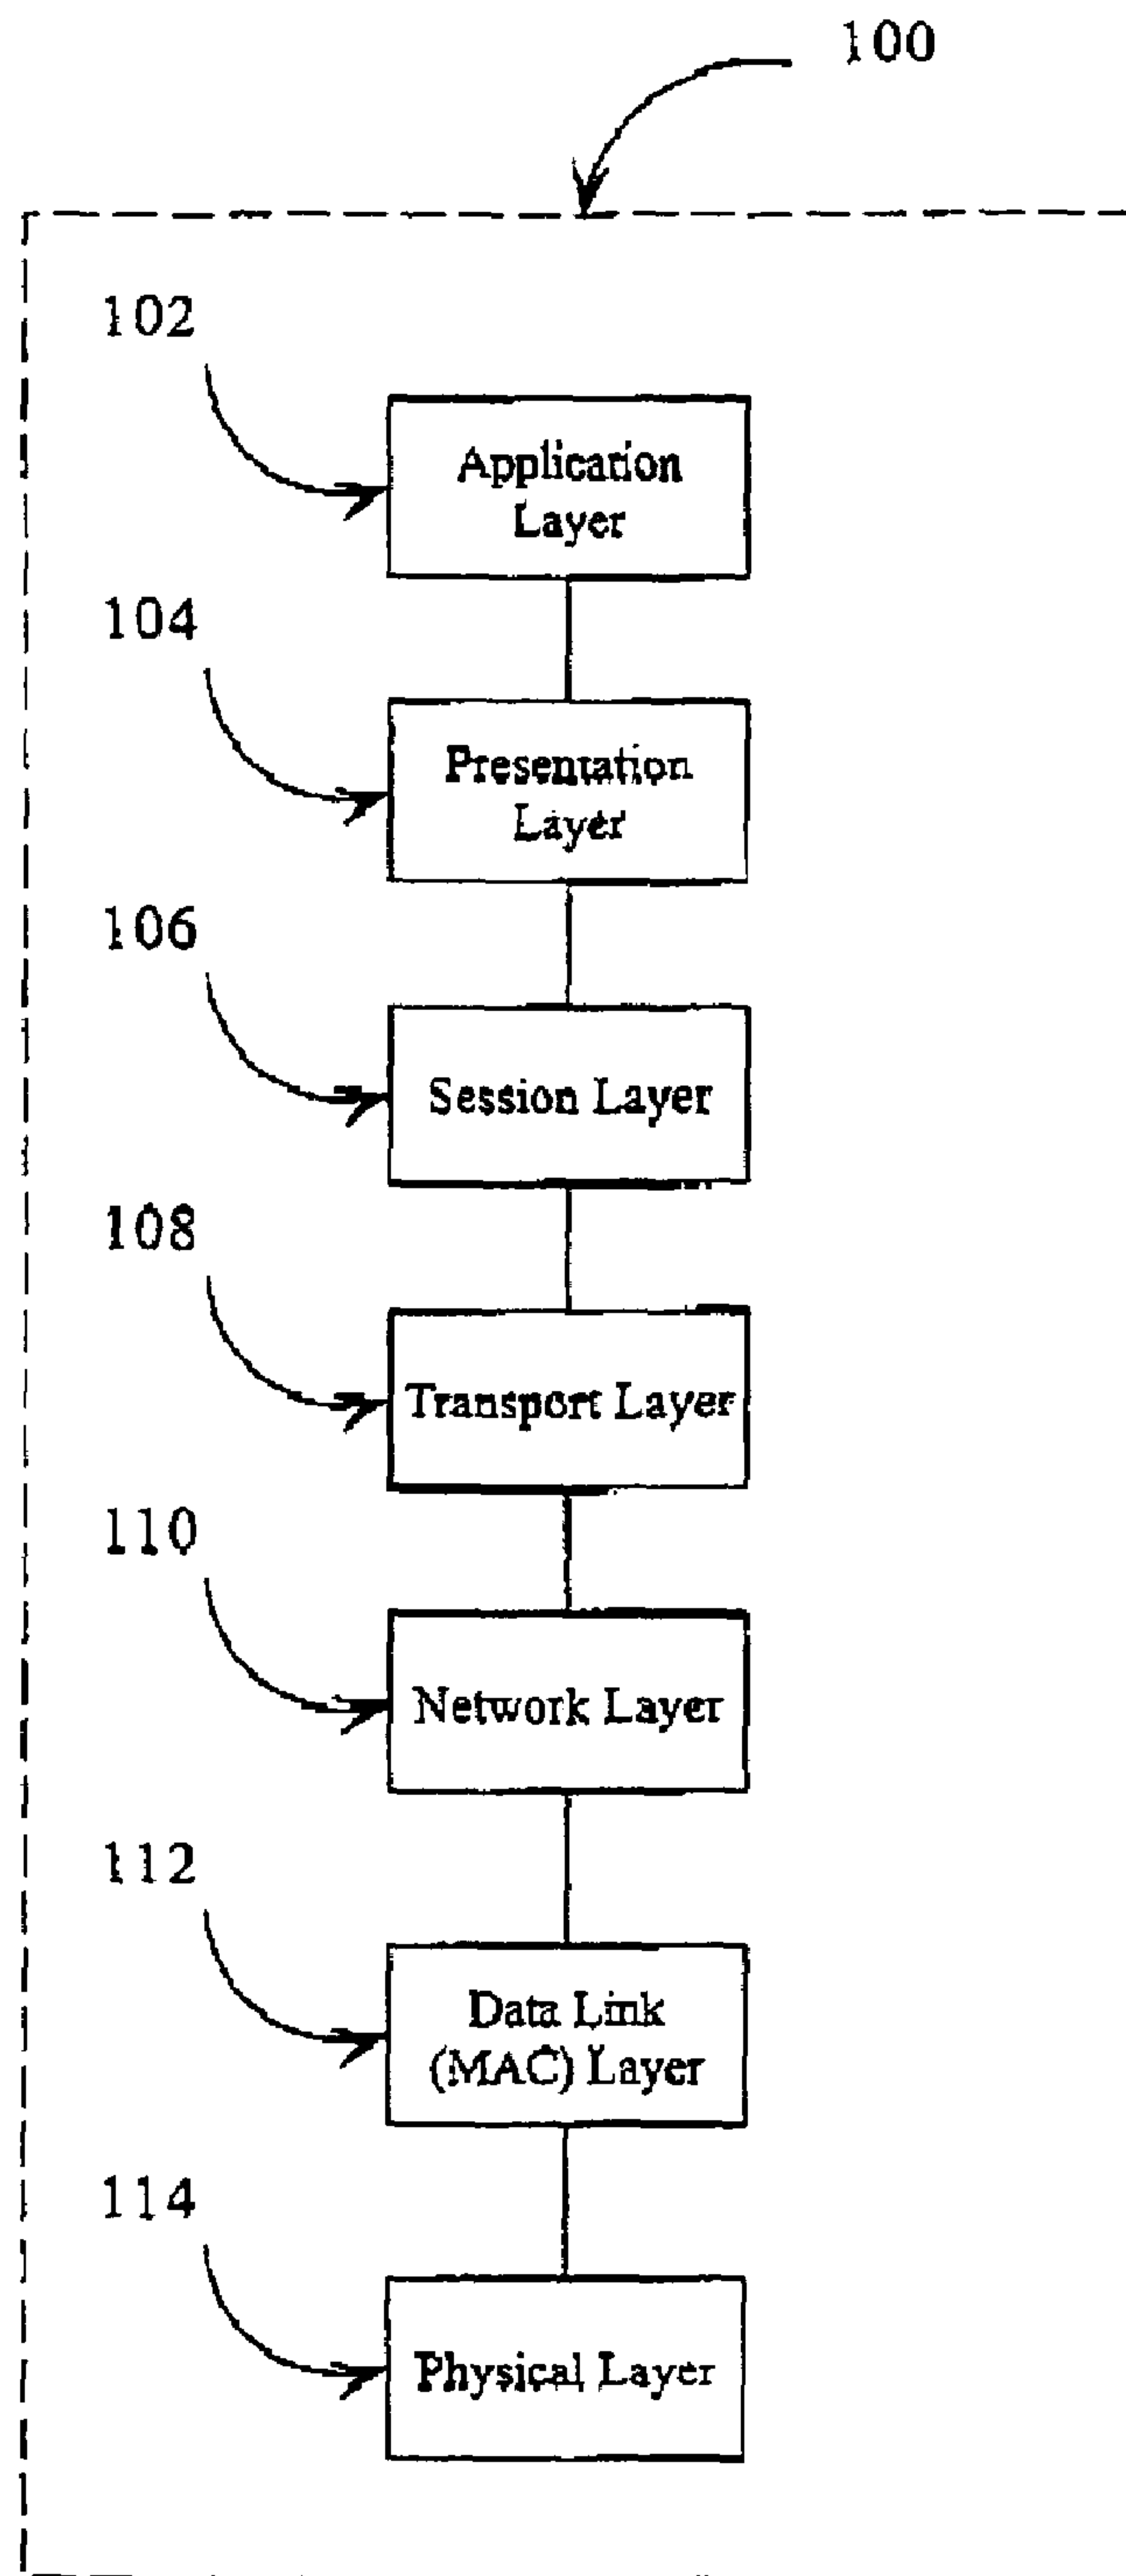 100
102
Application
Layer
104
Presentation
Layer
106
Session Layer
108
Transport Layer
110
Network Layer
112
Data Link
(MAC) Layer
114
Physical Layer